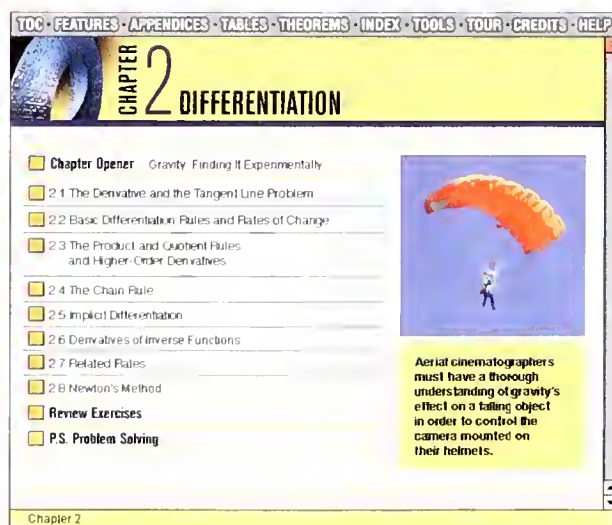 TOC • FEATURES • APPENDICES • TABLES • THEOREMS • INDEX • TOOLS • TOUR • CREDITS • HELP
CHAPTER 2 DIFFERENTIATION
Chapter Opener Gravity Finding It Experimentally
2.1 The Derivative and the Tangent Line Problem
2.2 Basic Differentiation Rules and Rates of Change
2.3 The Product and Quotient Rules
and Higher-Order Derivatives
2.4 The Chain Rule
2.5 Implicit Differentiation
2.6 Derivatives of Inverse Functions
2.7 Related Rates
2.8 Newton's Method
Review Exercises
P.S. Problem Solving
Aerial cinematographers
must have a thorough
understanding of gravity's
effect on a falling object
in order to control the
camera mounted on
their helmets.
Chapter 2